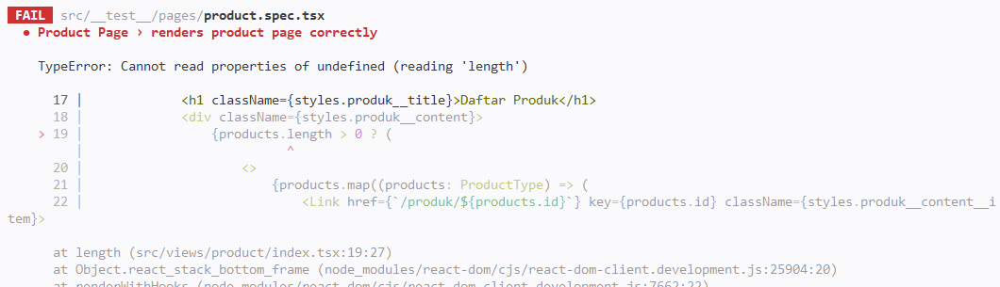 FAIL src/__test__/pages/product.spec.tsx
● Product Page › renders product page correctly
TypeError: Cannot read properties of undefined (reading 'length')
17 | <h1 className={styles.produk__title}>Daftar Produk</h1>
18 | <div className={styles.produk__content}>
> 19 | {products.length > 0 ? (
| ^
20 | <>
21 | {products.map((products: ProductType) => (
22 | <Link href={`/produk/${products.id}`} key={products.id} className={styles.produk__content__i
tem}>
at length (src/views/product/index.tsx:19:27)
at Object.react_stack_bottom_frame (node_modules/react-dom/cjs/react-dom-client.development.js:25904:20)
at renderWithHooks (node_modules/react-dom/cjs/react-dom-client.development.js:7662:22)